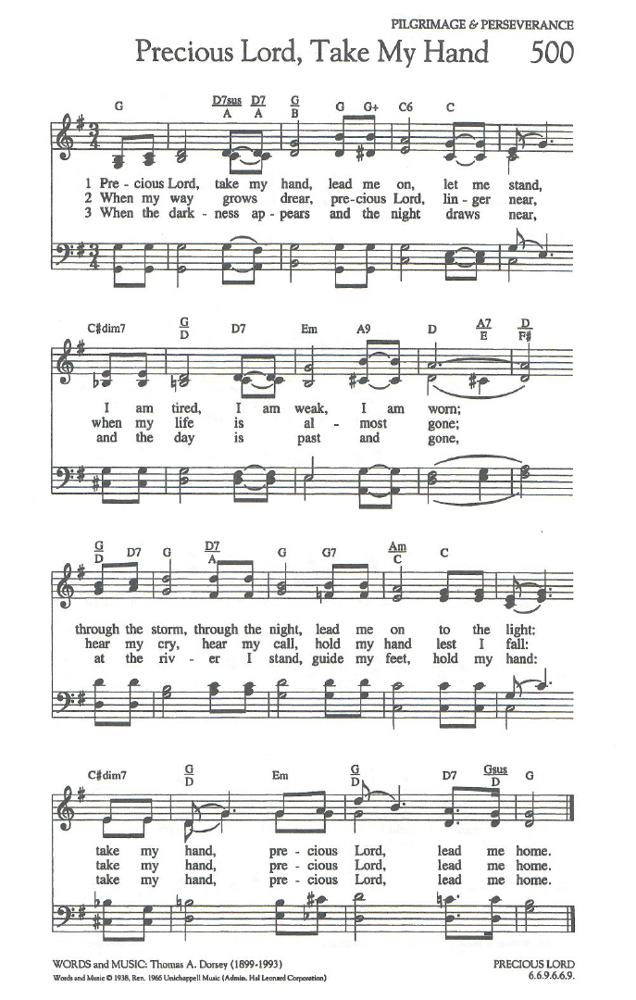 PILGRIMAGE & PERSEVERANCE
Precious Lord, Take My Hand 500
G D7sus/A D7/A G/B G G+ C6 C
1 Pre - cious Lord, take my hand, lead me on, let me stand,
2 When my way grows drear, pre-cious Lord, lin - ger near,
3 When the dark - ness ap - pears and the night draws near,
C#dim7 G/D D7 Em A9 D A7/E D/F#
I am tired, I am weak, I am worn;
when my life is al - most gone;
and the day is past and gone,
G/D D7 G D7/A G G7 Am/C C
through the storm, through the night, lead me on to the light:
hear my cry, hear my call, hold my hand lest I fall:
at the riv - er I stand, guide my feet, hold my hand:
C#dim7 G/D Em G/D D7 Gsus/D G
take my hand, pre - cious Lord, lead me home.
take my hand, pre - cious Lord, lead me home.
take my hand, pre - cious Lord, lead me home.
WORDS and MUSIC: Thomas A. Dorsey (1899-1993) PRECIOUS LORD
Words and Music © 1938, Ren. 1966 Unichappell Music (Admin. Hal Leonard Corporation) 6.6.9.6.6.9.